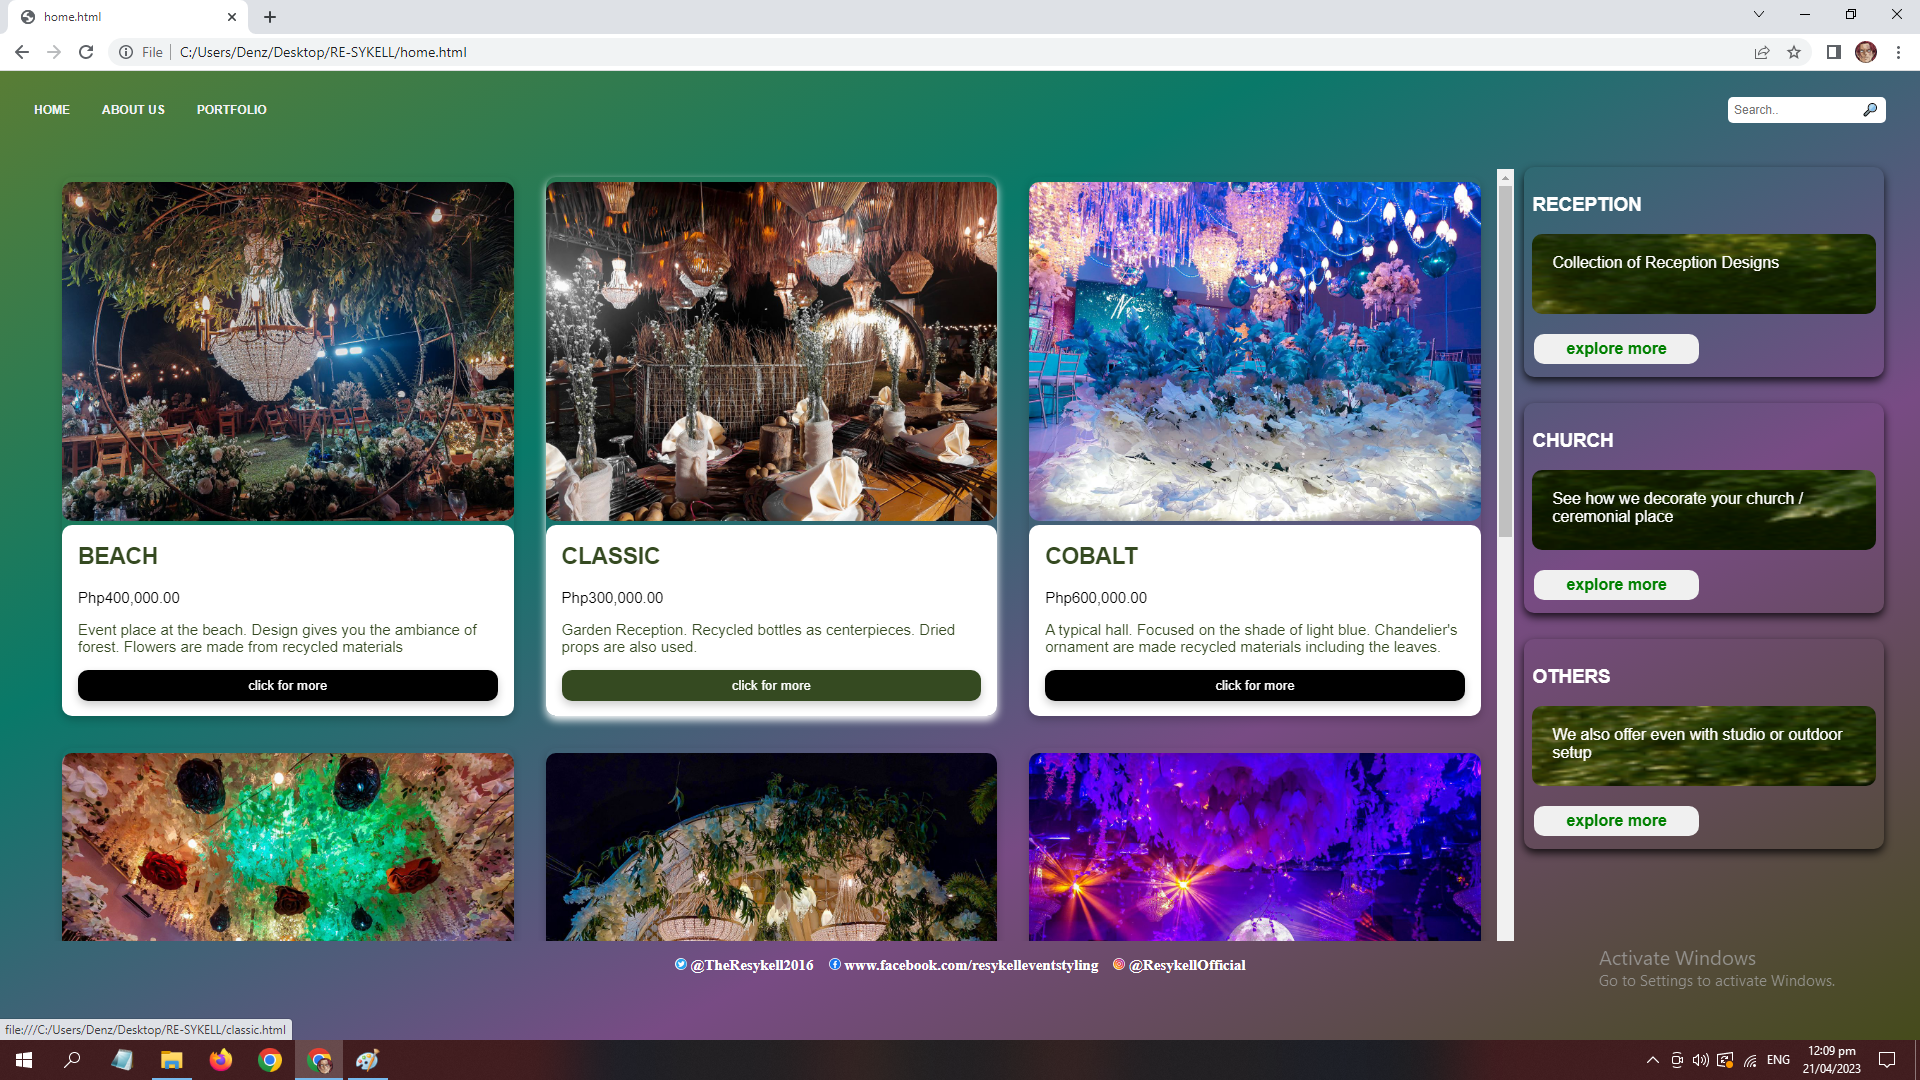 home.html
File
C:/Users/Denz/Desktop/RE-SYKELL/home.html
HOME
ABOUT US
PORTFOLIO
Search..
BEACH
Php400,000.00
Event place at the beach. Design gives you the ambiance of
forest. Flowers are made from recycled materials
click for more
CLASSIC
Php300,000.00
Garden Reception. Recycled bottles as centerpieces. Dried
props are also used.
click for more
COBALT
Php600,000.00
A typical hall. Focused on the shade of light blue. Chandelier's
ornament are made recycled materials including the leaves.
click for more
RECEPTION
Collection of Reception Designs
explore more
CHURCH
See how we decorate your church /
ceremonial place
explore more
OTHERS
We also offer even with studio or outdoor
setup
explore more
@TheResykell2016
www.facebook.com/resykelleventstyling
@ResykellOfficial
Activate Windows
Go to Settings to activate Windows.
file:///C:/Users/Denz/Desktop/RE-SYKELL/classic.html
ENG
12:09 pm
21/04/2023